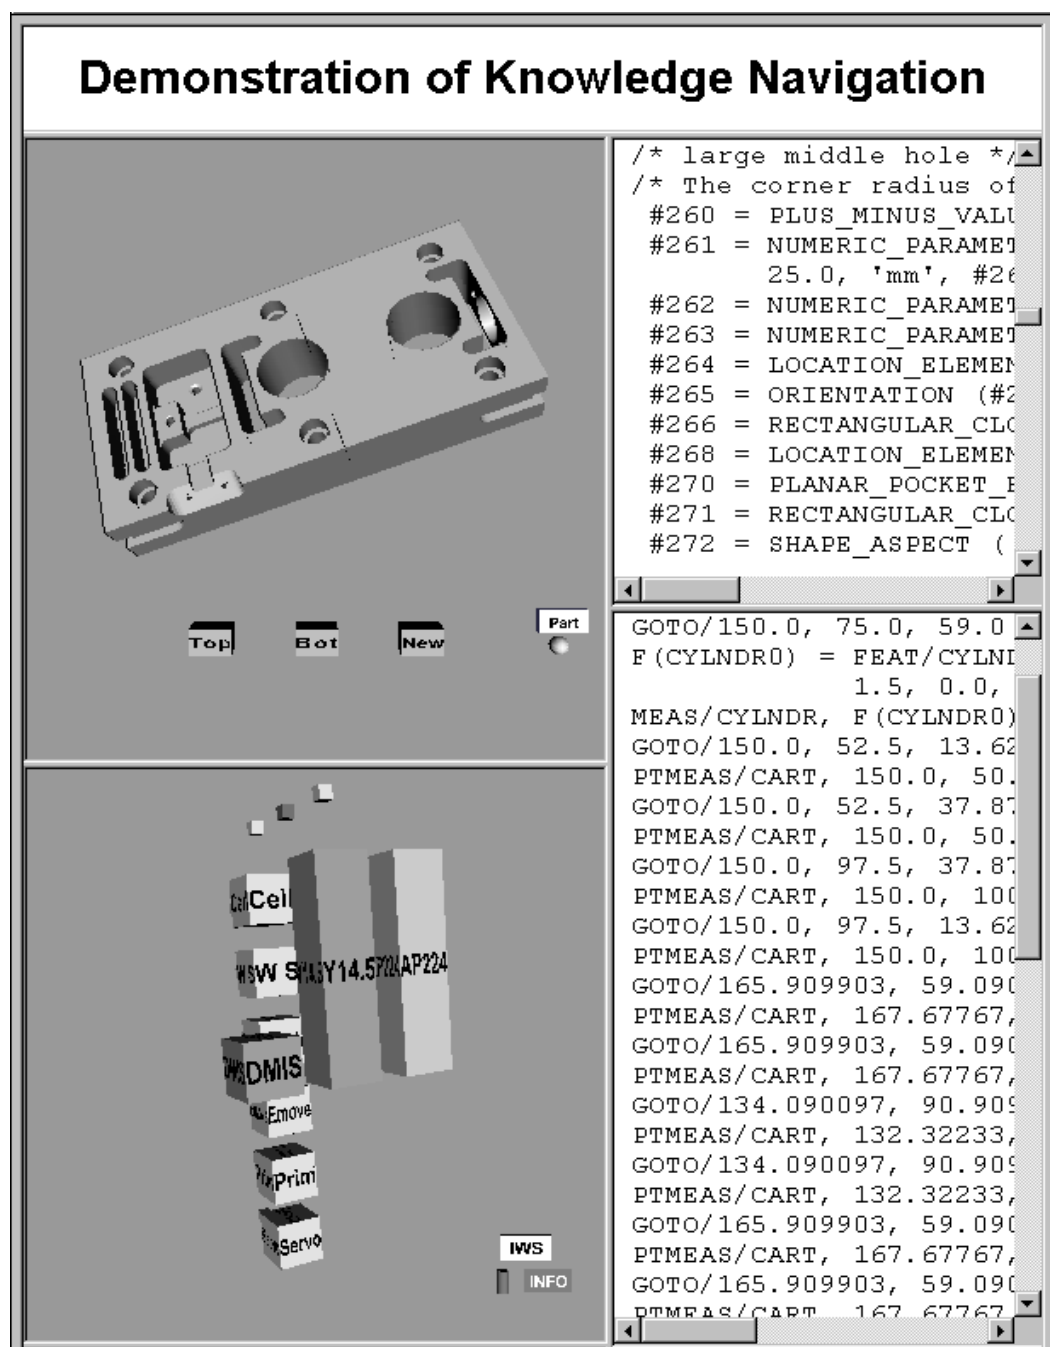 Demonstration of Knowledge Navigation
Top
Bot
New
Part
/* large middle hole */
/* The corner radius of
#260 = PLUS_MINUS_VALU
#261 = NUMERIC_PARAMET
25.0, 'mm', #26
#262 = NUMERIC_PARAMET
#263 = NUMERIC_PARAMET
#264 = LOCATION_ELEMEN
#265 = ORIENTATION (#2
#266 = RECTANGULAR_CLO
#268 = LOCATION_ELEMEN
#270 = PLANAR_POCKET_
#271 = RECTANGULAR_CLO
#272 = SHAPE_ASPECT (
Cell
W S
Y14.5
AP224
DMIS
Emove
Prim
Servo
IWS
INFO
GOTO/150.0, 75.0, 59.0
F(CYLNDR0) = FEAT/CYLND
1.5, 0.0,
MEAS/CYLNDR, F(CYLNDR0)
GOTO/150.0, 52.5, 13.62
PTMEAS/CART, 150.0, 50.
GOTO/150.0, 52.5, 37.87
PTMEAS/CART, 150.0, 50.
GOTO/150.0, 97.5, 37.87
PTMEAS/CART, 150.0, 100
GOTO/150.0, 97.5, 13.62
PTMEAS/CART, 150.0, 100
GOTO/165.909903, 59.090
PTMEAS/CART, 167.67767,
GOTO/165.909903, 59.090
PTMEAS/CART, 167.67767,
GOTO/134.090097, 90.909
PTMEAS/CART, 132.32233,
GOTO/134.090097, 90.909
PTMEAS/CART, 132.32233,
GOTO/165.909903, 59.090
PTMEAS/CART, 167.67767,
GOTO/165.909903, 59.090
PTMEAS/CART, 167.67767